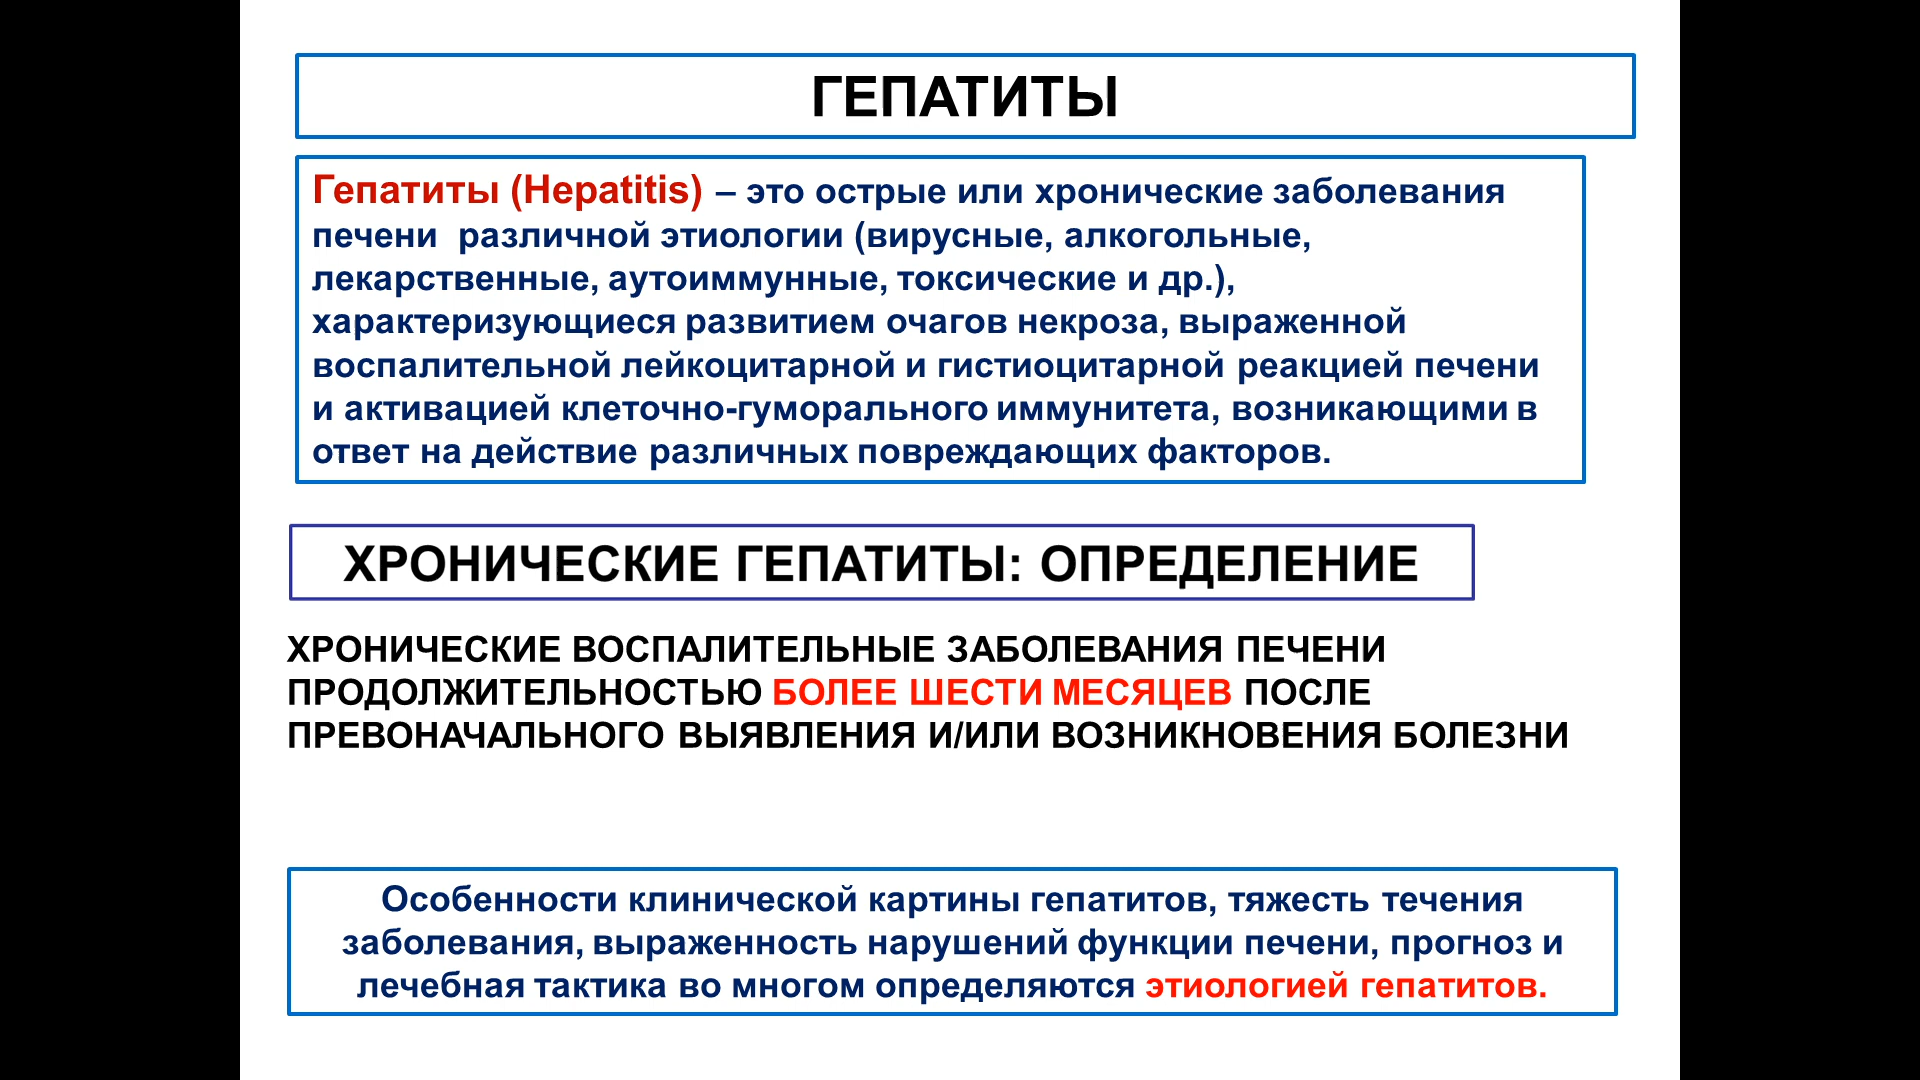 ГЕПАТИТЫ
Гепатиты (Hepatitis) – это острые или хронические заболевания
печени различной этиологии (вирусные, алкогольные,
лекарственные, аутоиммунные, токсические и др.),
характеризующиеся развитием очагов некроза, выраженной
воспалительной лейкоцитарной и гистиоцитарной реакцией печени
и активацией клеточно-гуморального иммунитета, возникающими в
ответ на действие различных повреждающих факторов.
ХРОНИЧЕСКИЕ ГЕПАТИТЫ: ОПРЕДЕЛЕНИЕ
ХРОНИЧЕСКИЕ ВОСПАЛИТЕЛЬНЫЕ ЗАБОЛЕВАНИЯ ПЕЧЕНИ
ПРОДОЛЖИТЕЛЬНОСТЬЮ БОЛЕЕ ШЕСТИ МЕСЯЦЕВ ПОСЛЕ
ПРЕВОНАЧАЛЬНОГО ВЫЯВЛЕНИЯ И/ИЛИ ВОЗНИКНОВЕНИЯ БОЛЕЗНИ
Особенности клинической картины гепатитов, тяжесть течения
заболевания, выраженность нарушений функции печени, прогноз и
лечебная тактика во многом определяются этиологией гепатитов.